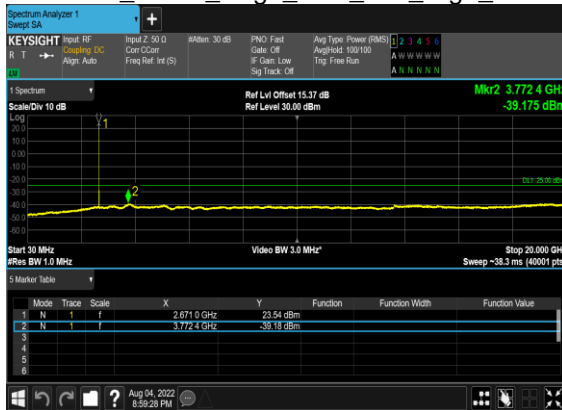 Spectrum Analyzer 1
Swept SA
KEYSIGHT Input: RF Input Z: 50 Ω #Atten: 30 dB PNO: Fast Avg Type: Power (RMS) 1 2 3 4 5 6
R T Coupling: DC Corr CCorr Gate: Off Avg|Hold: 100/100 A W W W W W
Align: Auto Freq Ref: Int (S) IF Gain: Low Trig: Free Run
Sig Track: Off A N N N N N
1 Spectrum Ref Lvl Offset 15.37 dB Mkr2 3.772 4 GH
Scale/Div 10 dB Ref Level 30.00 dBm -39.175 dBn
Log
20.0
10.0
0.00
-10.0
-20.0
-30.0
-40.0
-50.0
-60.0
1
2
DL1 -25.00 dB
Start 30 MHz Video BW 3.0 MHz* Stop 20.000 GH
#Res BW 1.0 MHz Sweep ~38.3 ms (40001 pts
5 Marker Table
Mode Trace Scale X Y Function Function Width Function Value
1 N 1 f 2.671 0 GHz 23.54 dBm
2 N 1 f 3.772 4 GHz -39.18 dBm
3
4
5
6
Aug 04, 2022
8:59:28 PM